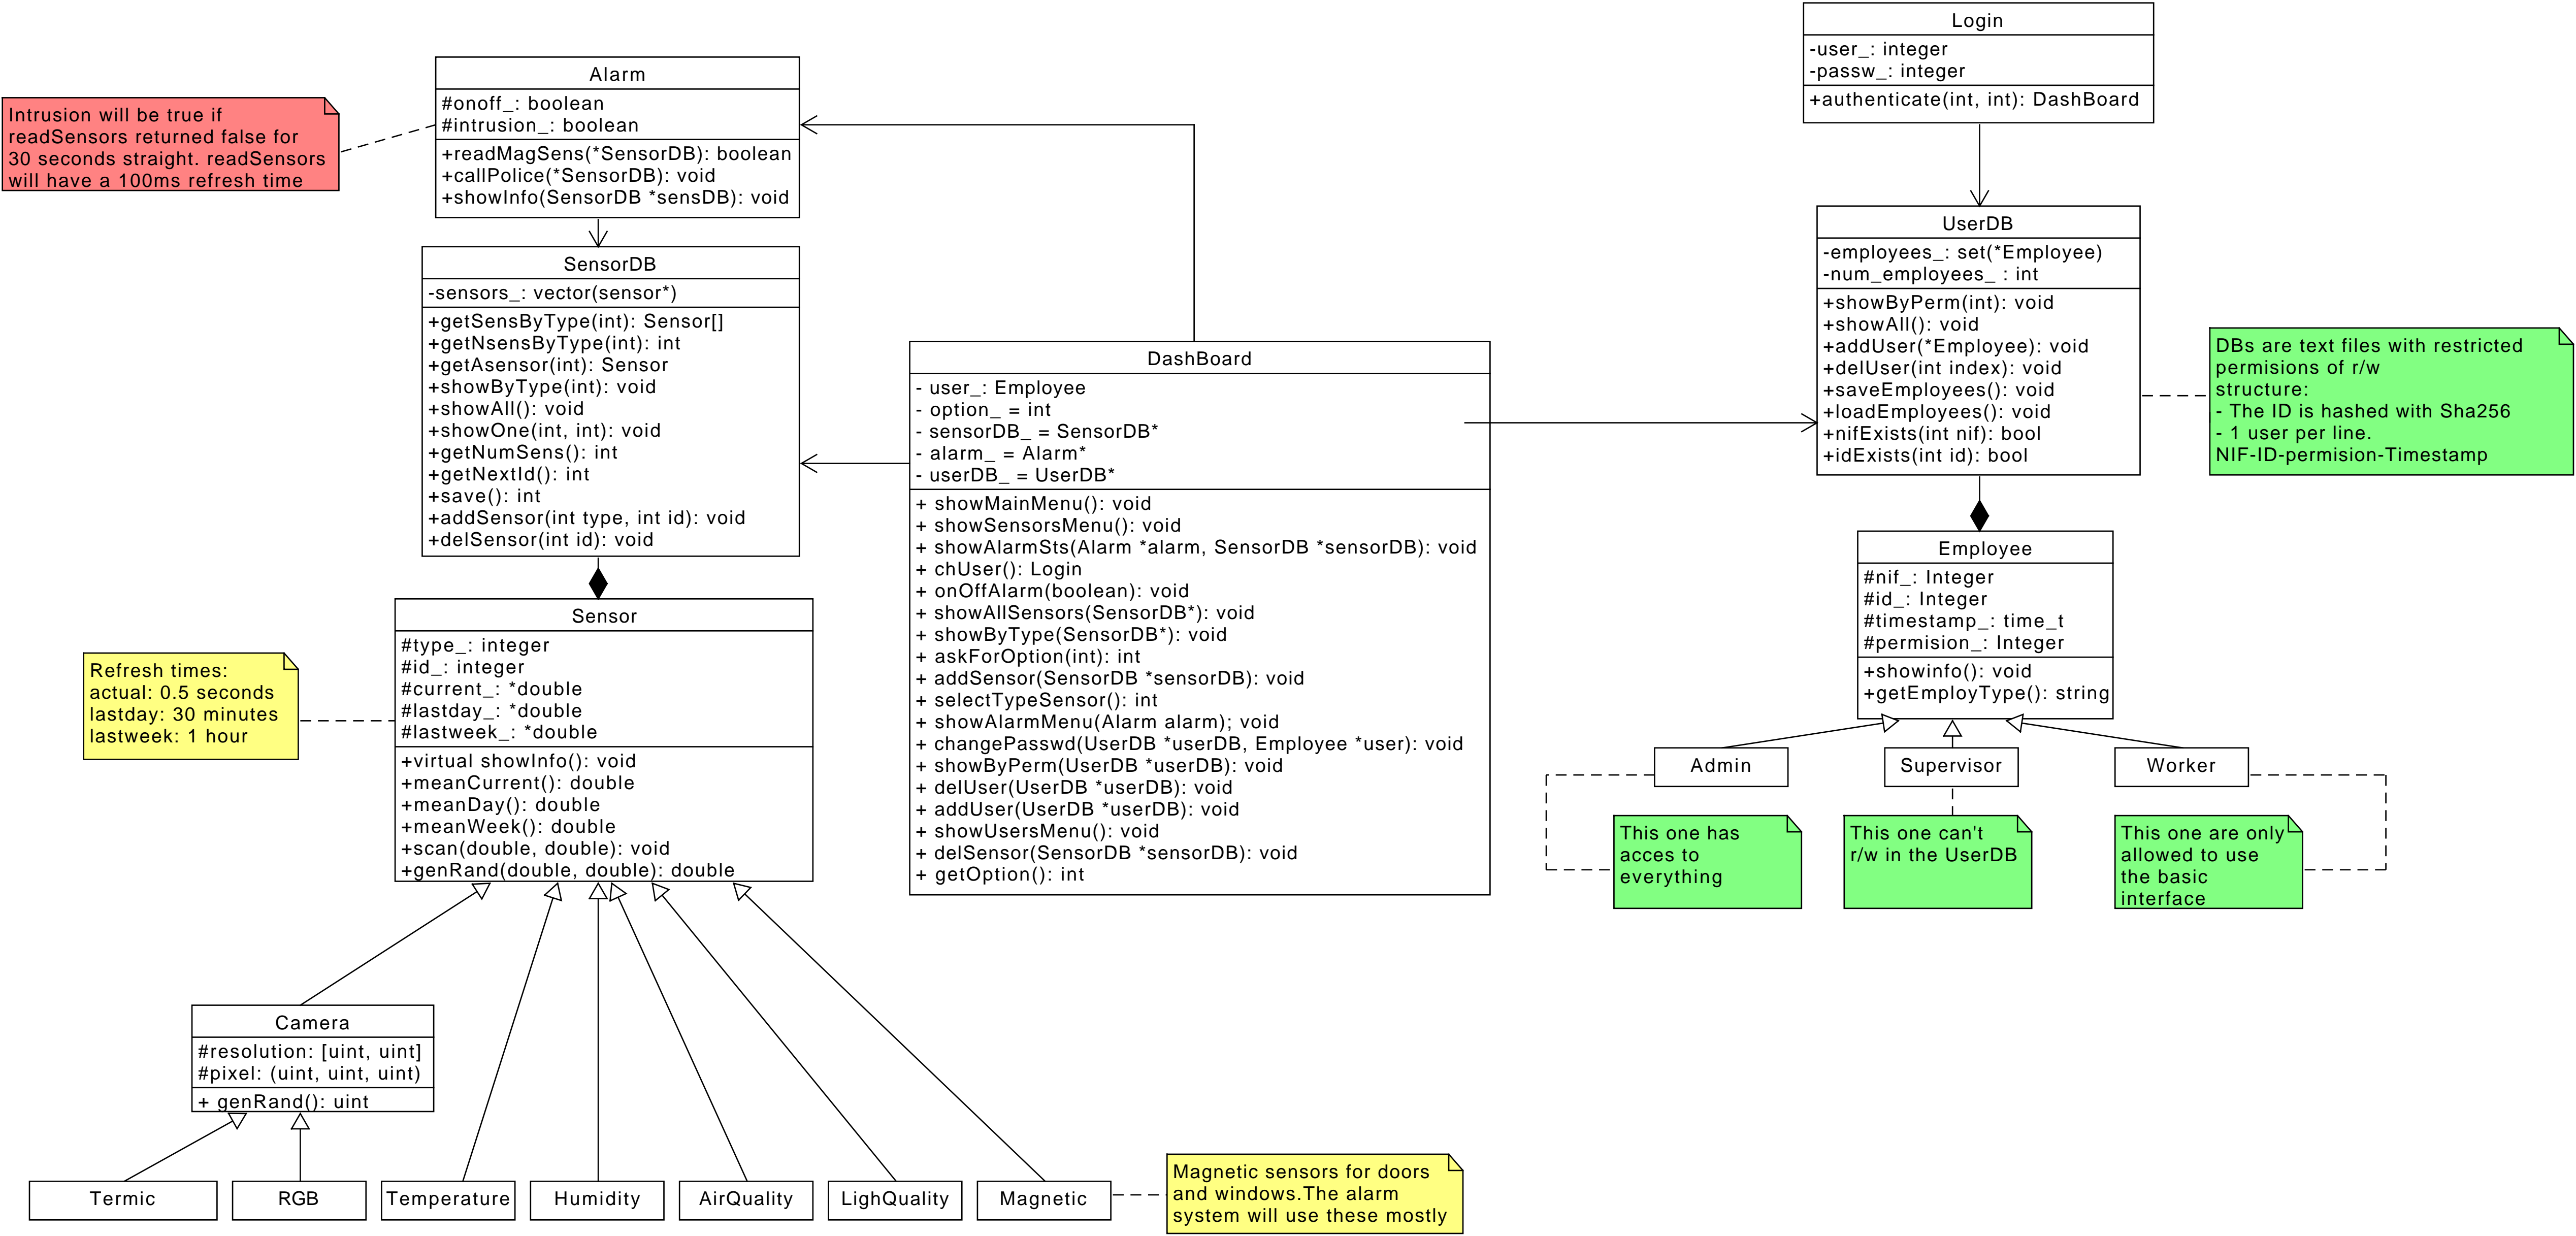 Login
-user_: integer
-passw_: integer
+authenticate(int, int): DashBoard
Alarm
#onoff_: boolean
#intrusion_: boolean
+readMagSens(*SensorDB): boolean
+callPolice(*SensorDB): void
+showInfo(SensorDB *sensDB): void
Intrusion will be true if
readSensors returned false for
30 seconds straight. readSensors
will have a 100ms refresh time
SensorDB
-sensors_: vector(sensor*)
+getSensByType(int): Sensor[]
+getNsensByType(int): int
+getAsensor(int): Sensor
+showByType(int): void
+showAll(): void
+showOne(int, int): void
+getNumSens(): int
+getNextId(): int
+save(): int
+addSensor(int type, int id): void
+delSensor(int id): void
UserDB
-employees_: set(*Employee)
-num_employees_ : int
+showByPerm(int): void
+showAll(): void
+addUser(*Employee): void
+delUser(int index): void
+saveEmployees(): void
+loadEmployees(): void
+nifExists(int nif): bool
+idExists(int id): bool
DBs are text files with restricted
permisions of r/w
structure:
- The ID is hashed with Sha256
- 1 user per line.
NIF-ID-permision-Timestamp
DashBoard
- user_: Employee
- option_ = int
- sensorDB_ = SensorDB*
- alarm_ = Alarm*
- userDB_ = UserDB*
+ showMainMenu(): void
+ showSensorsMenu(): void
+ showAlarmSts(Alarm *alarm, SensorDB *sensorDB): void
+ chUser(): Login
+ onOffAlarm(boolean): void
+ showAllSensors(SensorDB*): void
+ showByType(SensorDB*): void
+ askForOption(int): int
+ addSensor(SensorDB *sensorDB): void
+ selectTypeSensor(): int
+ showAlarmMenu(Alarm alarm); void
+ changePasswd(UserDB *userDB, Employee *user): void
+ showByPerm(UserDB *userDB): void
+ delUser(UserDB *userDB): void
+ addUser(UserDB *userDB): void
+ showUsersMenu(): void
+ delSensor(SensorDB *sensorDB): void
+ getOption(): int
Employee
#nif_: Integer
#id_: Integer
#timestamp_: time_t
#permision_: Integer
+showinfo(): void
+getEmployType(): string
Sensor
#type_: integer
#id_: integer
#current_: *double
#lastday_: *double
#lastweek_: *double
+virtual showInfo(): void
+meanCurrent(): double
+meanDay(): double
+meanWeek(): double
+scan(double, double): void
+genRand(double, double): double
Refresh times:
actual: 0.5 seconds
lastday: 30 minutes
lastweek: 1 hour
Admin
Supervisor
Worker
This one has
acces to
everything
This one can't
r/w in the UserDB
This one are only
allowed to use
the basic
interface
Camera
#resolution: [uint, uint]
#pixel: (uint, uint, uint)
+ genRand(): uint
Termic
RGB
Temperature
Humidity
AirQuality
LighQuality
Magnetic
Magnetic sensors for doors
and windows.The alarm
system will use these mostly